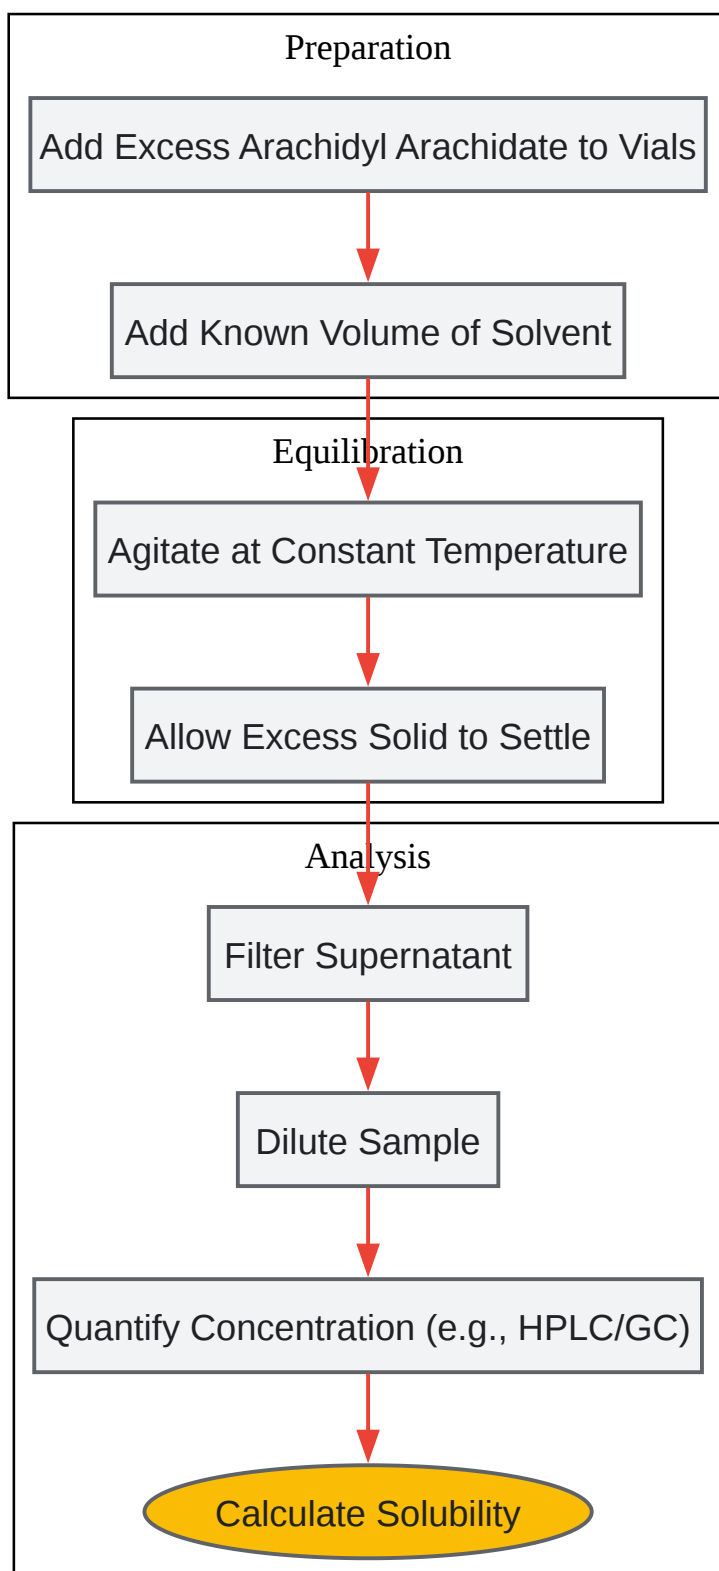 Preparation
Add Excess Arachidyl Arachidate to Vials
Add Known Volume of Solvent
Equilibration
Agitate at Constant Temperature
Allow Excess Solid to Settle
Analysis
Filter Supernatant
Dilute Sample
Quantify Concentration (e.g., HPLC/GC)
Calculate Solubility